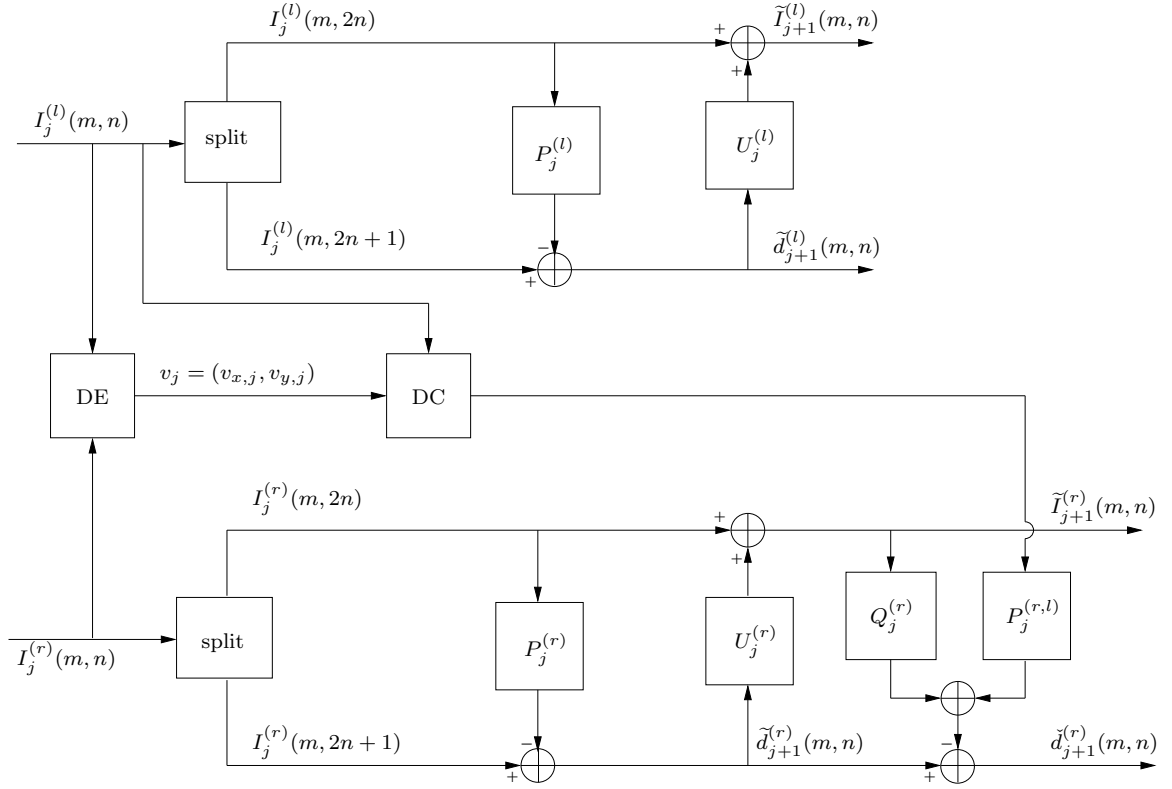 I_j^{(l)}(m, 2n)
\widetilde{I}_{j+1}^{(l)}(m, n)
+
+
I_j^{(l)}(m, n)
split
P_j^{(l)}
U_j^{(l)}
I_j^{(l)}(m, 2n + 1)
−
+
\widetilde{d}_{j+1}^{(l)}(m, n)
v_j = (v_{x,j}, v_{y,j})
DE
DC
I_j^{(r)}(m, 2n)
\widetilde{I}_{j+1}^{(r)}(m, n)
+
+
I_j^{(r)}(m, n)
split
P_j^{(r)}
U_j^{(r)}
Q_j^{(r)}
P_j^{(r,l)}
I_j^{(r)}(m, 2n + 1)
−
+
\widetilde{d}_{j+1}^{(r)}(m, n)
−
+
\check{d}_{j+1}^{(r)}(m, n)